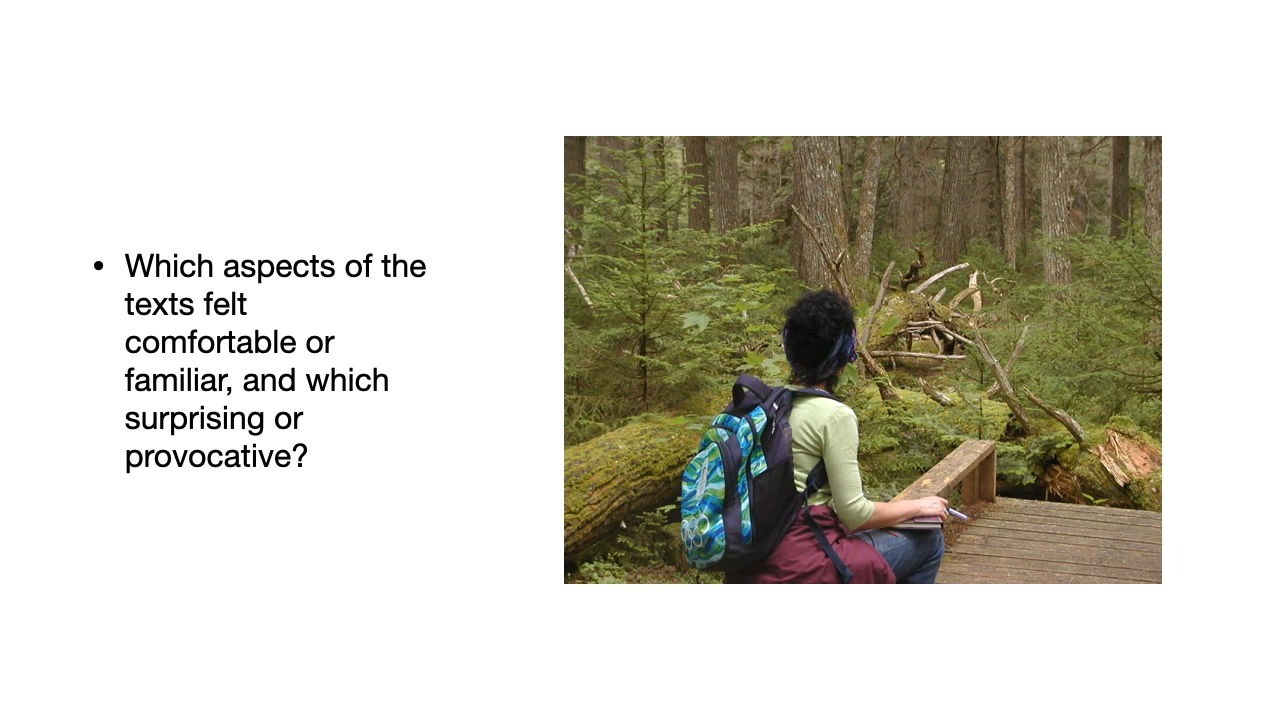 • Which aspects of the
texts felt
comfortable or
familiar, and which
surprising or
provocative?